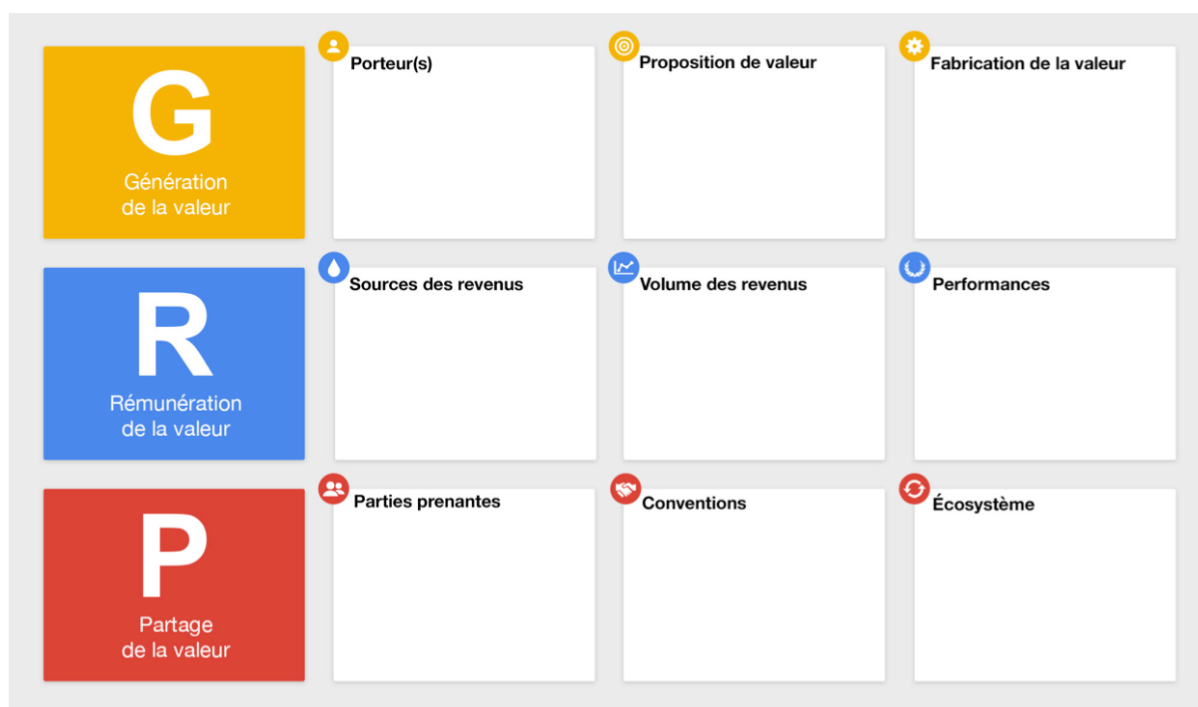 G
Génération
de la valeur
Porteur(s)
Proposition de valeur
Fabrication de la valeur
R
Rémunération
de la valeur
Sources des revenus
Volume des revenus
Performances
P
Partage
de la valeur
Parties prenantes
Conventions
Écosystème